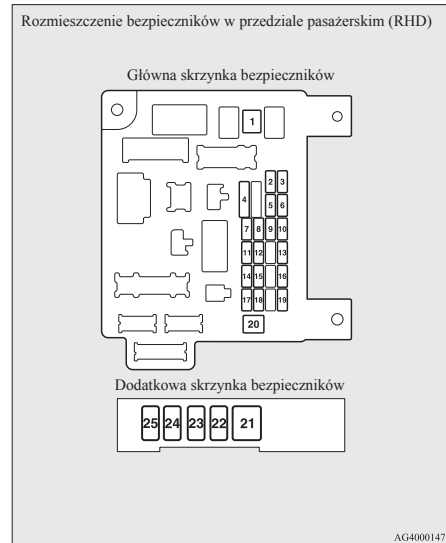 Rozmieszczenie bezpieczników w przedziale pasażerskim (RHD)
Główna skrzynka bezpieczników
1
2 3
4
5 6
7 8 9 10
11 12 13
14 15 16
17 18 19
20
Dodatkowa skrzynka bezpieczników
25 24 23 22 21
AG4000147